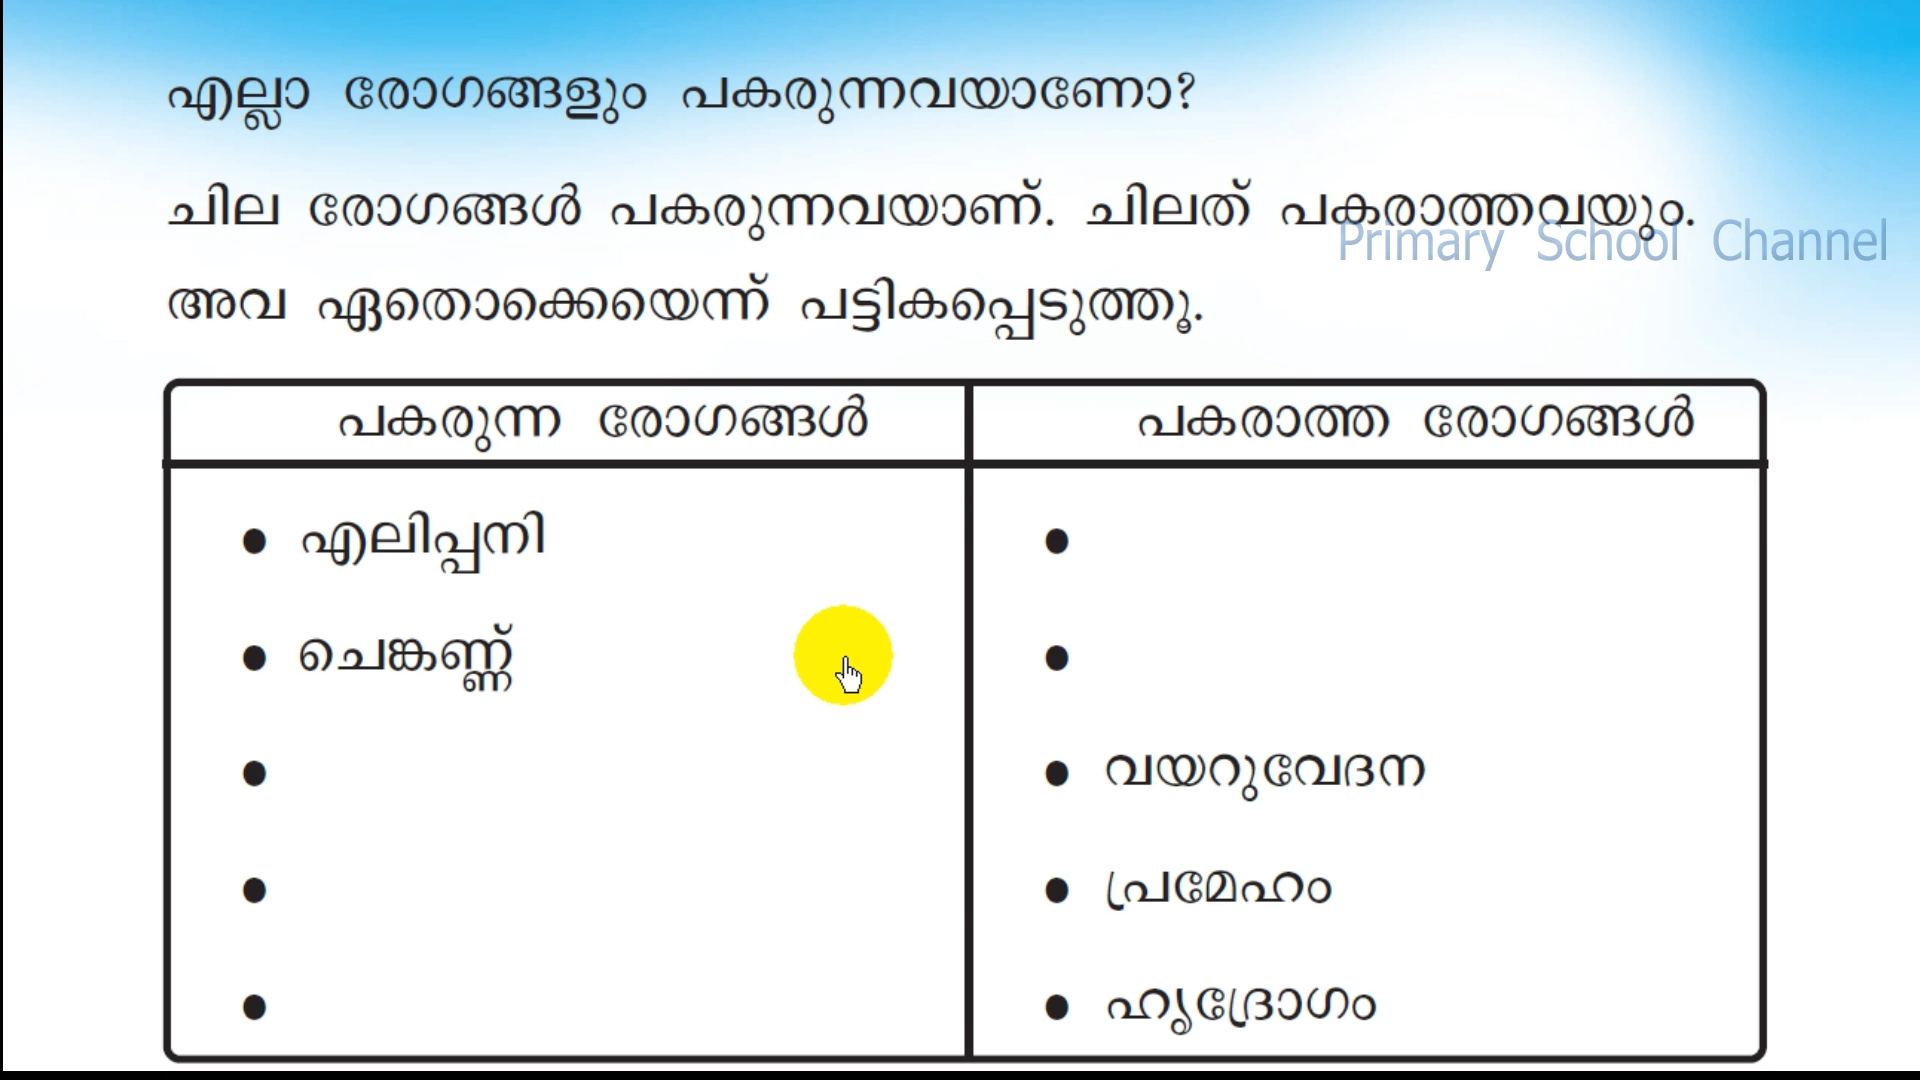 എല്ലാ രോഗങ്ങളും പകരുന്നവയാണോ?
ചില രോഗങ്ങൾ പകരുന്നവയാണ്. ചിലത് പകരാത്തവയും.
Primary School Channel
അവ ഏതൊക്കെയെന്ന് പട്ടികപ്പെടുത്തൂ.
പകരുന്ന രോഗങ്ങൾ പകരാത്ത രോഗങ്ങൾ
• എലിപ്പനി •
• ചെങ്കണ്ണ് •
• • വയറുവേദന
• • പ്രമേഹം
• • ഹൃദ്രോഗം